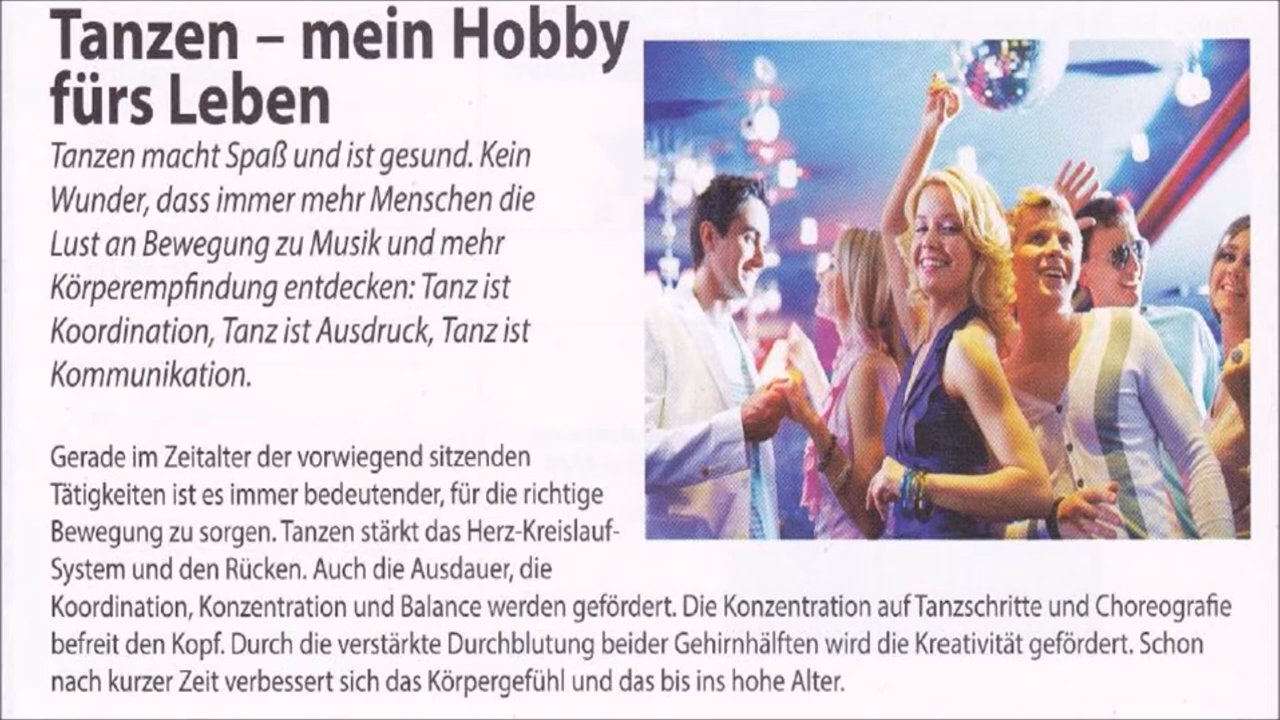 Tanzen – mein Hobby
fürs Leben
Tanzen macht Spaß und ist gesund. Kein
Wunder, dass immer mehr Menschen die
Lust an Bewegung zu Musik und mehr
Körperempfindung entdecken: Tanz ist
Koordination, Tanz ist Ausdruck, Tanz ist
Kommunikation.
Gerade im Zeitalter der vorwiegend sitzenden
Tätigkeiten ist es immer bedeutender, für die richtige
Bewegung zu sorgen. Tanzen stärkt das Herz-Kreislauf-
System und den Rücken. Auch die Ausdauer, die
Koordination, Konzentration und Balance werden gefördert. Die Konzentration auf Tanzschritte und Choreografie
befreit den Kopf. Durch die verstärkte Durchblutung beider Gehirnhälften wird die Kreativität gefördert. Schon
nach kurzer Zeit verbessert sich das Körpergefühl und das bis ins hohe Alter.